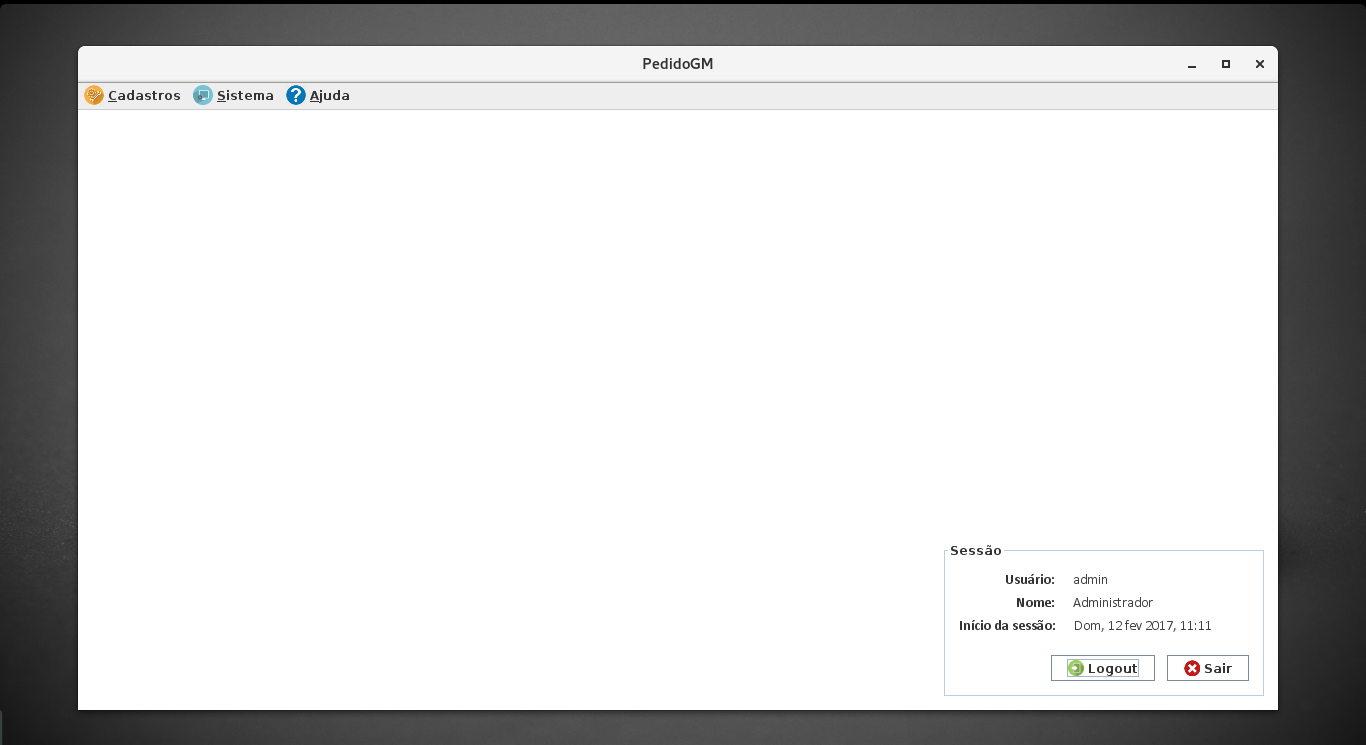 PedidoGM
Cadastros Sistema Ajuda
Sessão
Usuário: admin
Nome: Administrador
Início da sessão: Dom, 12 fev 2017, 11:11
Logout Sair